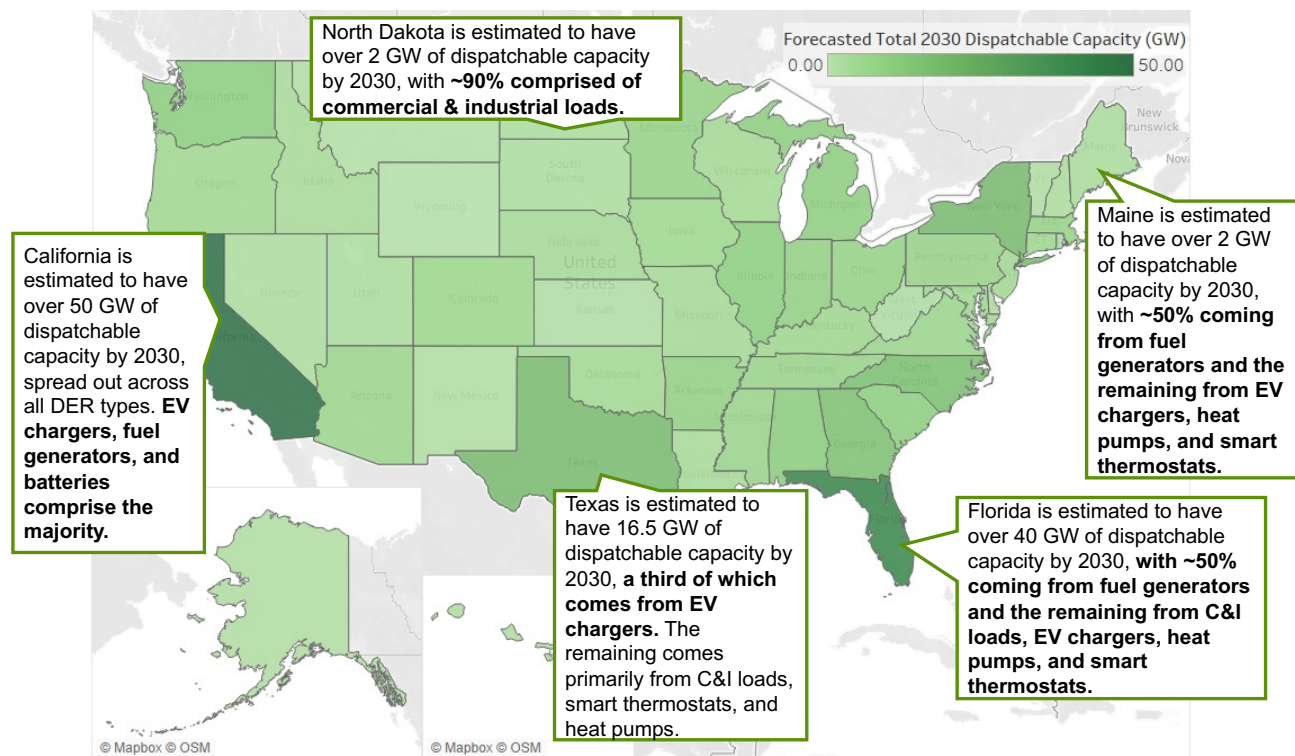 North Dakota is estimated to have
over 2 GW of dispatchable capacity
by 2030, with ~90% comprised of
commercial & industrial loads.
Forecasted Total 2030 Dispatchable Capacity (GW)
0.00
50.00
New
Brunswick
Nova
Washington
Oregon
Idaho
Wyoming
Nevada
Utah
Colorado
Arizona
New Mexico
South
Dakota
Nebraska
United
States
Kansas
Oklahoma
Texas
Minnesota
Iowa
Missouri
Arkansas
Louisiana
Wisconsin
Illinois
Michigan
Indiana
Ohio
Kentucky
Tennessee
Mississippi
Georgia
North
Carolina
West
Virginia
Pennsylvania
New York
VT
MA
CT
Maine
Florida
California is
estimated to have
over 50 GW of
dispatchable
capacity by 2030,
spread out across
all DER types. EV
chargers, fuel
generators, and
batteries
comprise the
majority.
Maine is estimated
to have over 2 GW
of dispatchable
capacity by 2030,
with ~50% coming
from fuel
generators and the
remaining from EV
chargers, heat
pumps, and smart
thermostats.
Texas is estimated to
have 16.5 GW of
dispatchable capacity by
2030, a third of which
comes from EV
chargers. The
remaining comes
primarily from C&I loads,
smart thermostats, and
heat pumps.
Florida is estimated to have
over 40 GW of dispatchable
capacity by 2030, with ~50%
coming from fuel generators
and the remaining from C&I
loads, EV chargers, heat
pumps, and smart
thermostats.
© Mapbox © OSM
© Mapbox © OSM